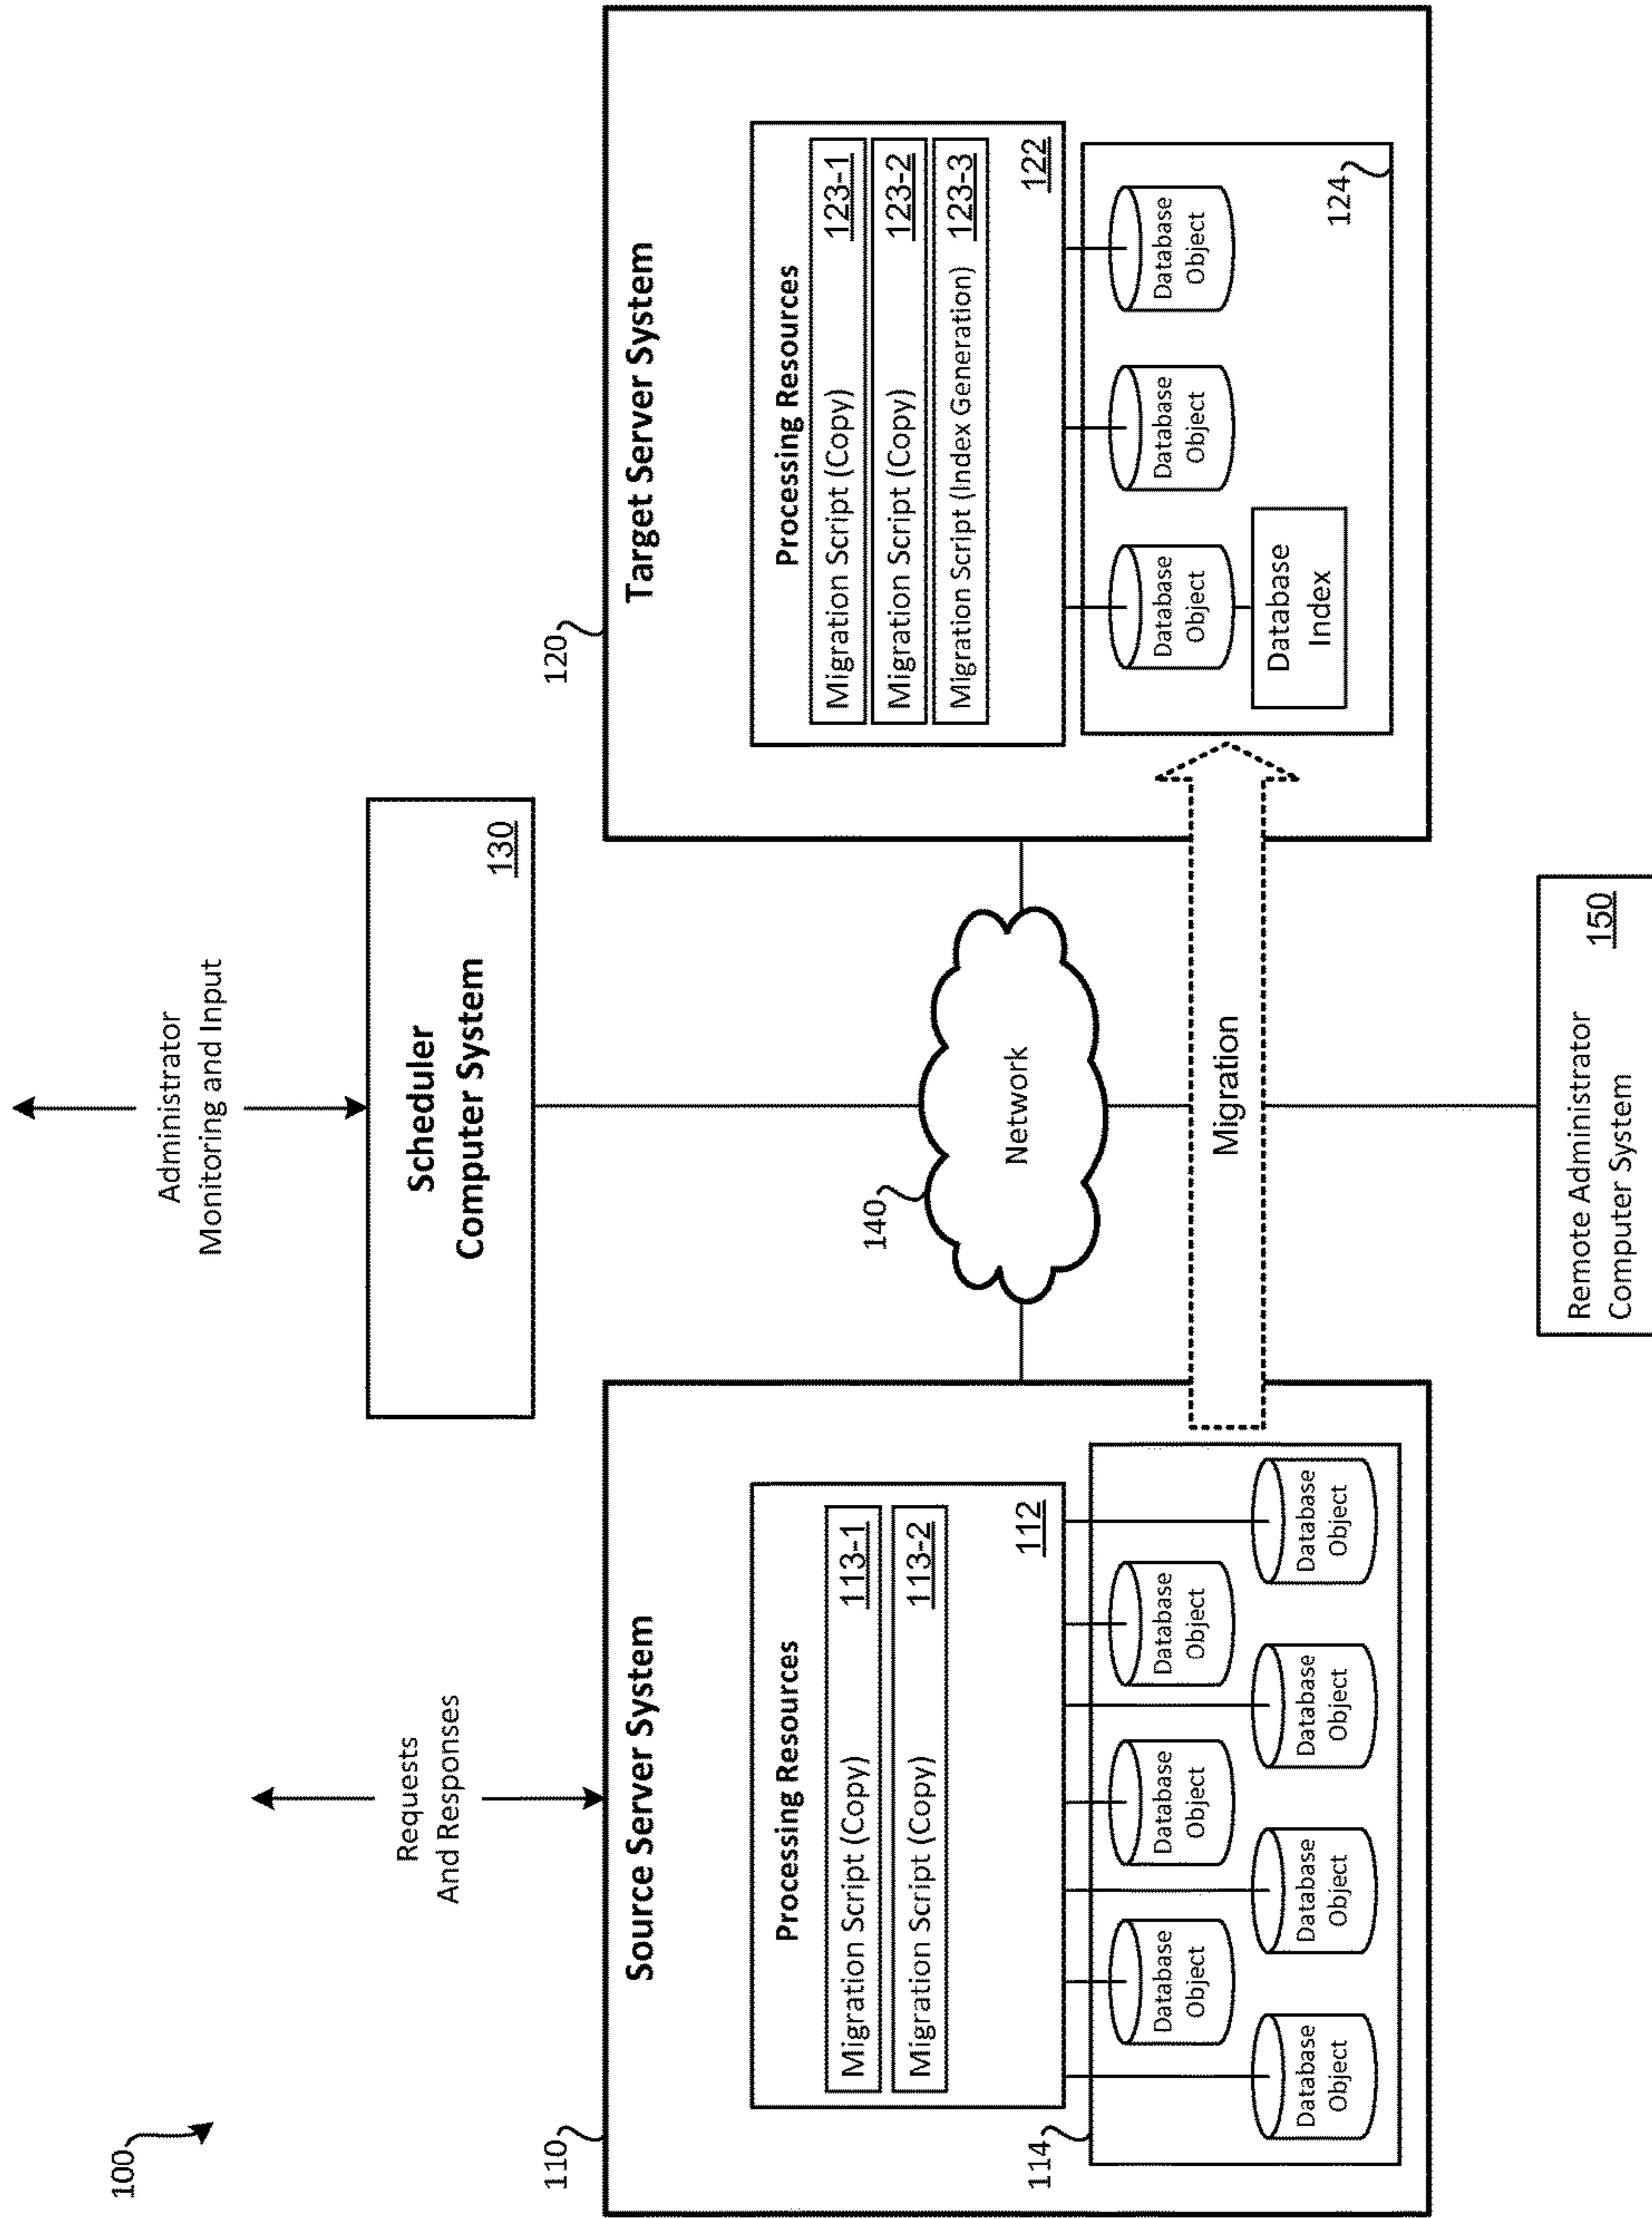 100
Requests
And Responses
Administrator
Monitoring and Input
Scheduler
Computer System
130
110
Source Server System
Processing Resources
Migration Script (Copy) 113-1
Migration Script (Copy) 113-2
112
114
Database
Object
Database
Object
Database
Object
Database
Object
Database
Object
Database
Object
Database
Object
140
Network
Migration
120
Target Server System
Processing Resources
Migration Script (Copy) 123-1
Migration Script (Copy) 123-2
Migration Script (Index Generation) 123-3
122
Database
Object
Database
Object
Database
Object
Database
Index
124
Remote Administrator
Computer System
150